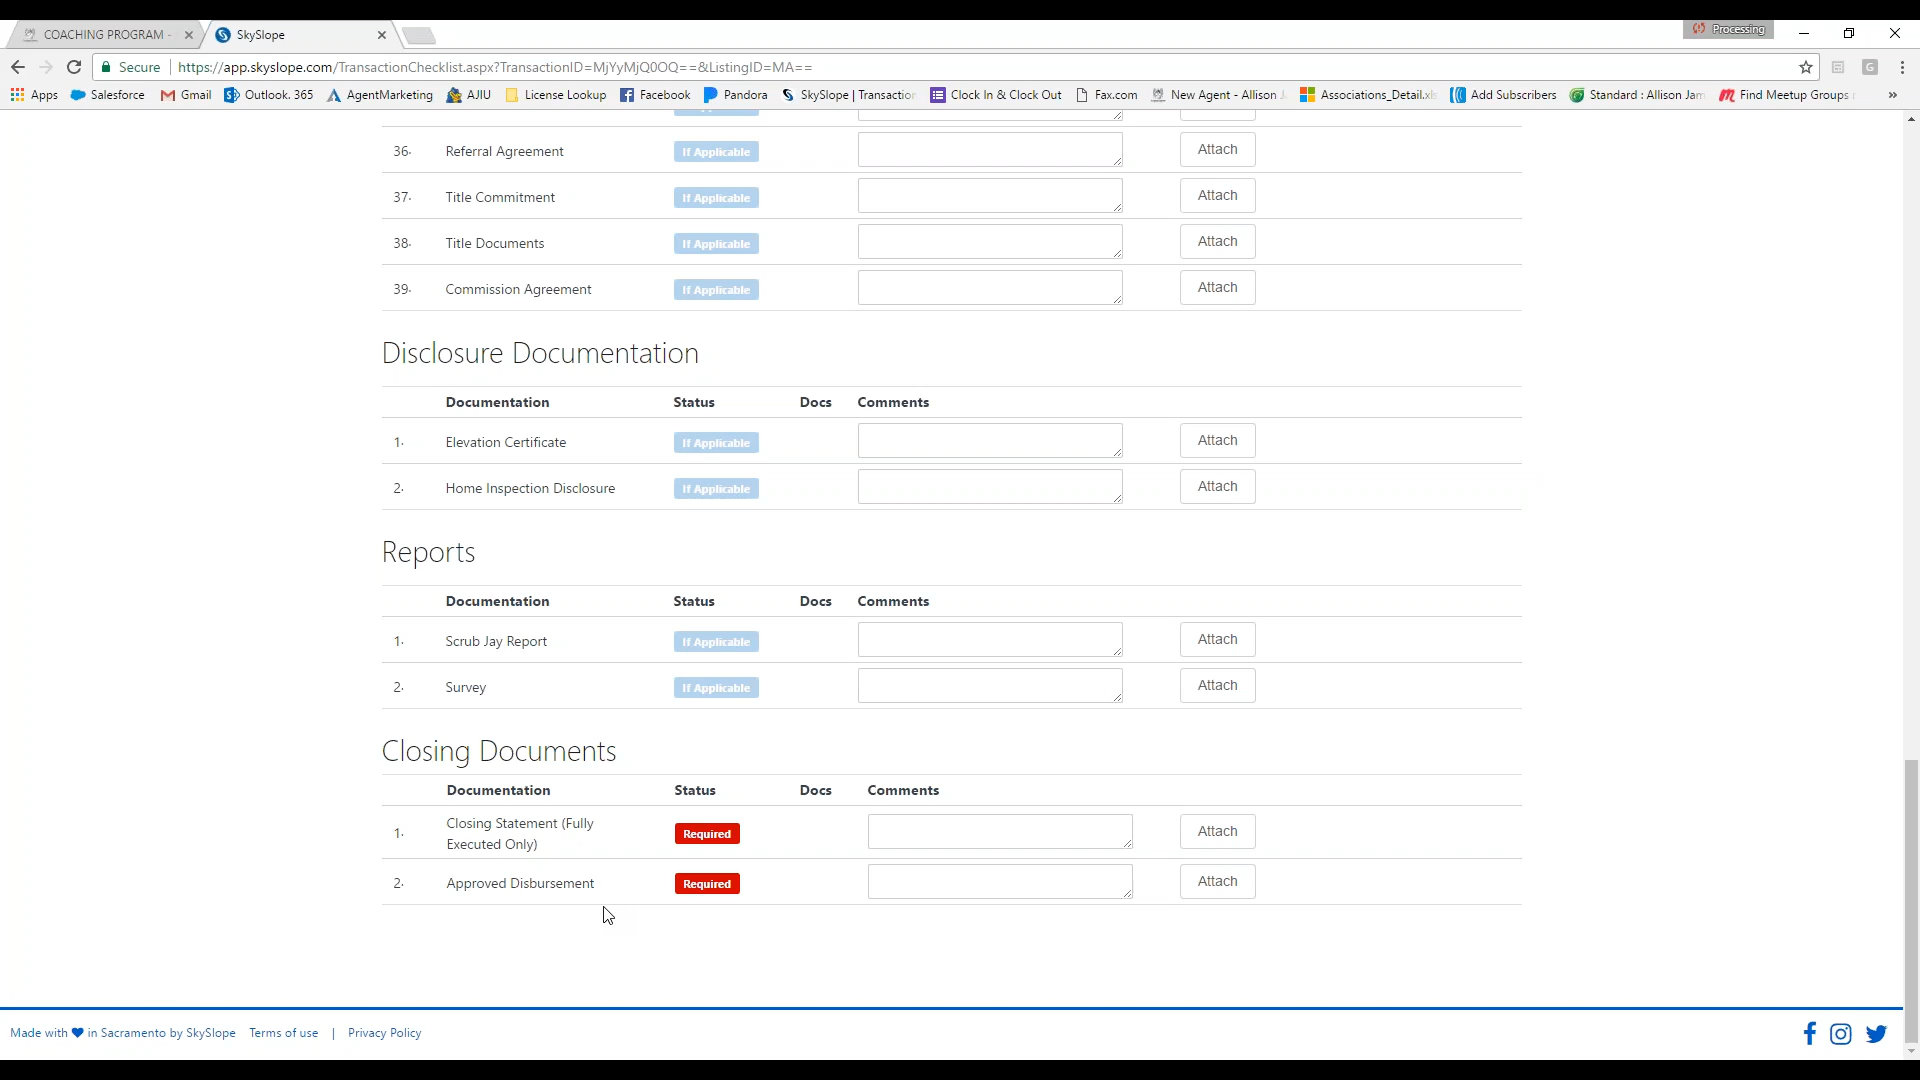 COACHING PROGRAM -
SkySlope
Processing
Secure
https://app.skyslope.com/TransactionChecklist.aspx?TransactionID=MjYyMjQ0OQ==&ListingID=MA==
Apps
Salesforce
Gmail
Outlook. 365
AgentMarketing
AJIU
License Lookup
Facebook
Pandora
SkySlope | Transaction
Clock In & Clock Out
Fax.com
New Agent - Allison J
Associations_Detail.xls
Add Subscribers
Standard : Allison Jam
Find Meetup Groups
»
36. Referral Agreement If Applicable Attach
37. Title Commitment If Applicable Attach
38. Title Documents If Applicable Attach
39. Commission Agreement If Applicable Attach
Disclosure Documentation
Documentation Status Docs Comments
1. Elevation Certificate If Applicable Attach
2. Home Inspection Disclosure If Applicable Attach
Reports
Documentation Status Docs Comments
1. Scrub Jay Report If Applicable Attach
2. Survey If Applicable Attach
Closing Documents
Documentation Status Docs Comments
1. Closing Statement (Fully
Executed Only) Required Attach
2. Approved Disbursement Required Attach
Made with ♥ in Sacramento by SkySlope Terms of use | Privacy Policy